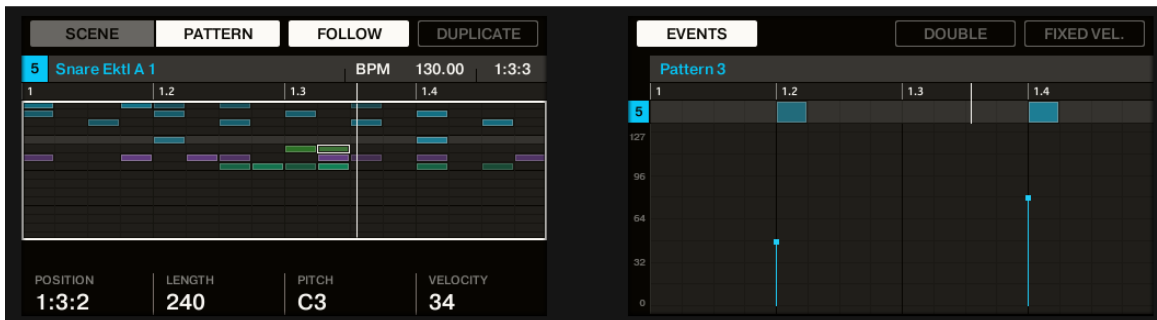 SCENE PATTERN FOLLOW DUPLICATE
5 Snare Ektl A 1 BPM 130.00 1:3:3
1 1.2 1.3 1.4
POSITION LENGTH PITCH VELOCITY
1:3:2 240 C3 34
EVENTS DOUBLE FIXED VEL.
Pattern 3
1 1.2 1.3 1.4
5
127
96
64
32
0